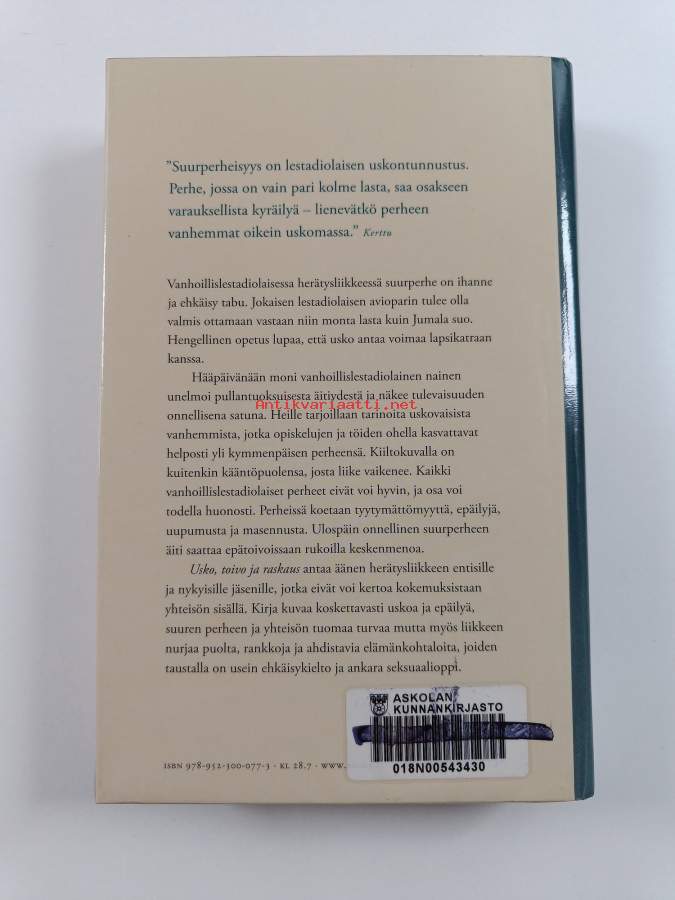 ”Suurperheisyys on lestadiolaisen uskontunnustus.
Perhe, jossa on vain pari kolme lasta, saa osakseen
varauksellista kyräilyä – lienevätkö perheen
vanhemmat oikein uskomassa.” Kerttu
Vanhoillislestadiolaisessa herätysliikkeessä suurperhe on ihanne
ja ehkäisy tabu. Jokaisen lestadiolaisen avioparin tulee olla
valmis ottamaan vastaan niin monta lasta kuin Jumala suo.
Hengellinen opetus lupaa, että usko antaa voimaa lapsikatraan
kanssa.
Hääpäivänään moni vanhoillislestadiolainen nainen
unelmoi pullantuoksuisesta äitiydestä ja näkee tulevaisuuden
Antikvariaatti.net
onnellisena satuna. Heille tarjoillaan tarinoita uskovaisista
vanhemmista, jotka opiskelujen ja töiden ohella kasvattavat
helposti yli kymmenpäisen perheensä. Kiiltokuvalla on
kuitenkin kääntöpuolensa, josta liike vaikenee. Kaikki
vanhoillislestadiolaiset perheet eivät voi hyvin, ja osa voi
todella huonosti. Perheissä koetaan tyytymättömyyttä, epäilyjä,
uupumusta ja masennusta. Ulospäin onnellinen suurperheen
äiti saattaa epätoivoissaan rukoilla keskenmenoa.
Usko, toivo ja raskaus antaa äänen herätysliikkeen entisille
ja nykyisille jäsenille, jotka eivät voi kertoa kokemuksistaan
yhteisön sisällä. Kirja kuvaa koskettavasti uskoa ja epäilyä,
suuren perheen ja yhteisön tuomaa turvaa mutta myös liikkeen
nurjaa puolta, rankkoja ja ahdistavia elämänkohtaloita, joiden
taustalla on usein ehkäisykielto ja ankara seksuaalioppi.
ASKOLAN
KUNNANKIRJASTO
018N00543430
ISBN 978-952-300-077-3 · KL 28.7 · WWW.